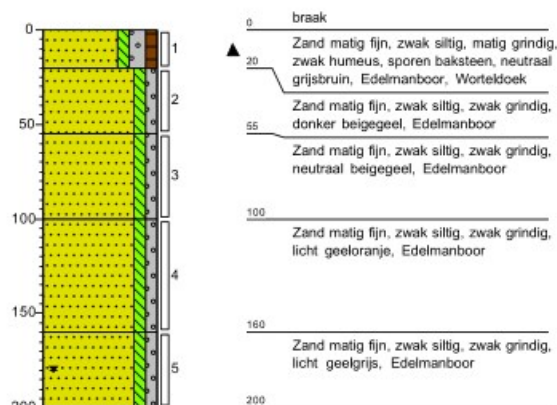 0
50
100
150
200
1
2
3
4
5
0
braak
Zand matig fijn, zwak siltig, matig grindig,
zwak humeus, sporen baksteen, neutraal
grijsbruin, Edelmanboor, Worteldoek
20
Zand matig fijn, zwak siltig, zwak grindig,
donker beigegeel, Edelmanboor
55
Zand matig fijn, zwak siltig, zwak grindig,
neutraal beigegeel, Edelmanboor
100
Zand matig fijn, zwak siltig, zwak grindig,
licht geeloranje, Edelmanboor
160
Zand matig fijn, zwak siltig, zwak grindig,
licht geelgrijs, Edelmanboor
200